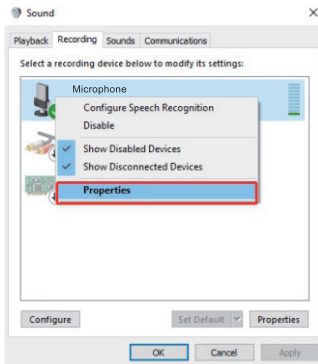 Sound
Playback Recording Sounds Communications
Select a recording device below to modify its settings:
Microphone
Configure Speech Recognition
Disable
Show Disabled Devices
Show Disconnected Devices
Properties
Configure Set Default Properties
OK Cancel Apply